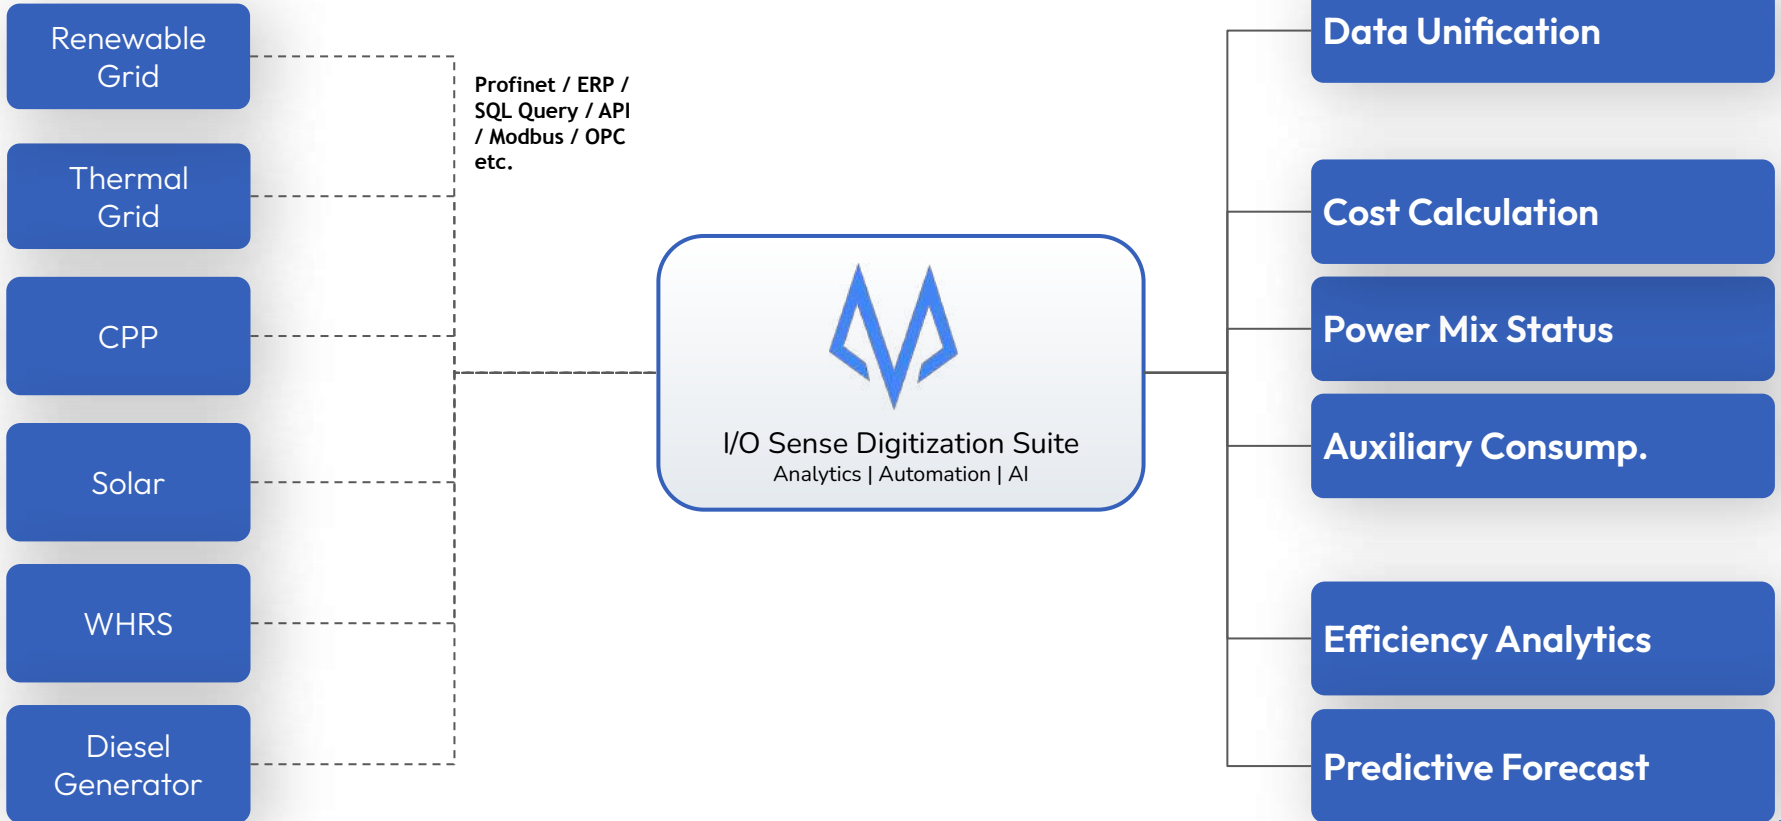 Renewable
Grid
Thermal
Grid
CPP
Solar
WHRS
Diesel
Generator
Profinet / ERP /
SQL Query / API
/ Modbus / OPC
etc.
I/O Sense Digitization Suite
Analytics | Automation | AI
Data Unification
Cost Calculation
Power Mix Status
Auxiliary Consump.
Efficiency Analytics
Predictive Forecast